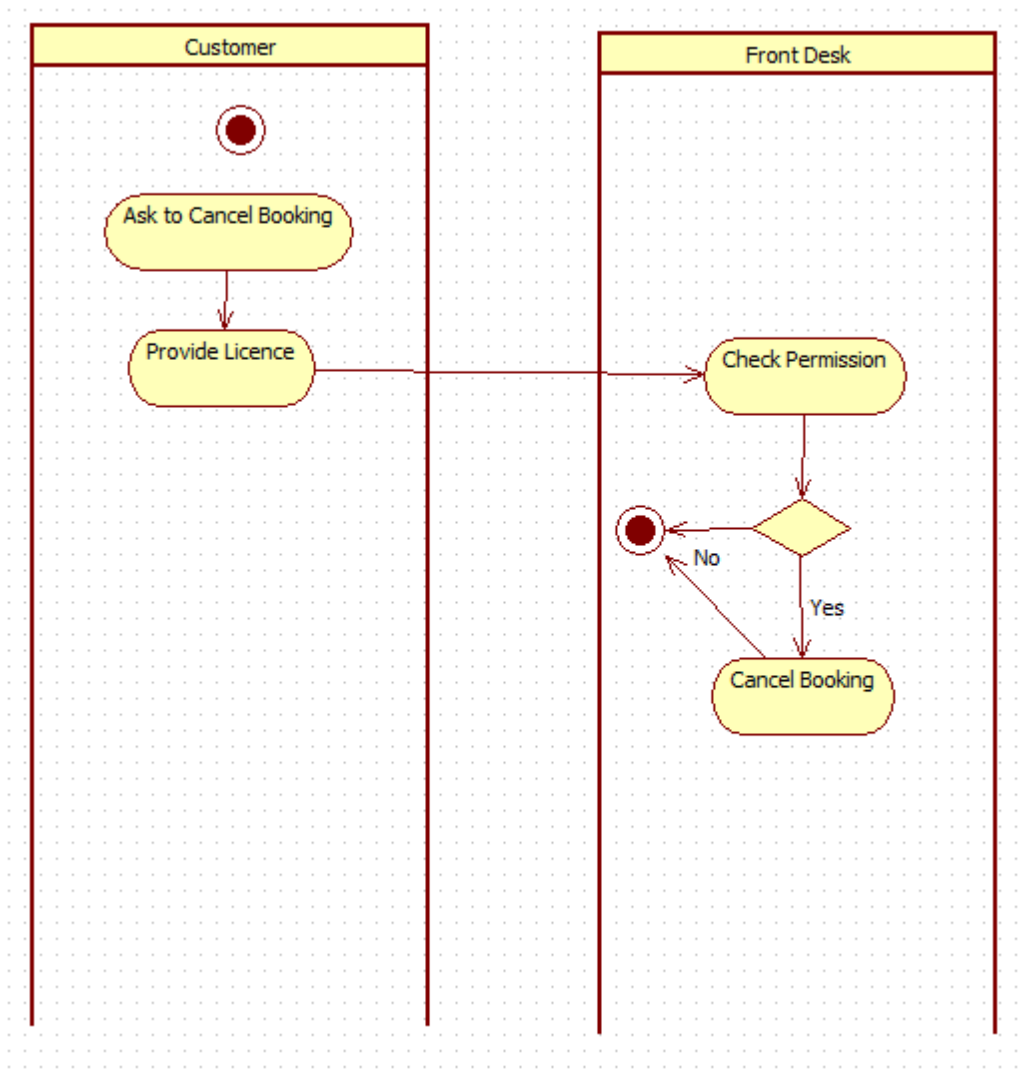 Customer
Front Desk
Ask to Cancel Booking
Provide Licence
Check Permission
No
Yes
Cancel Booking